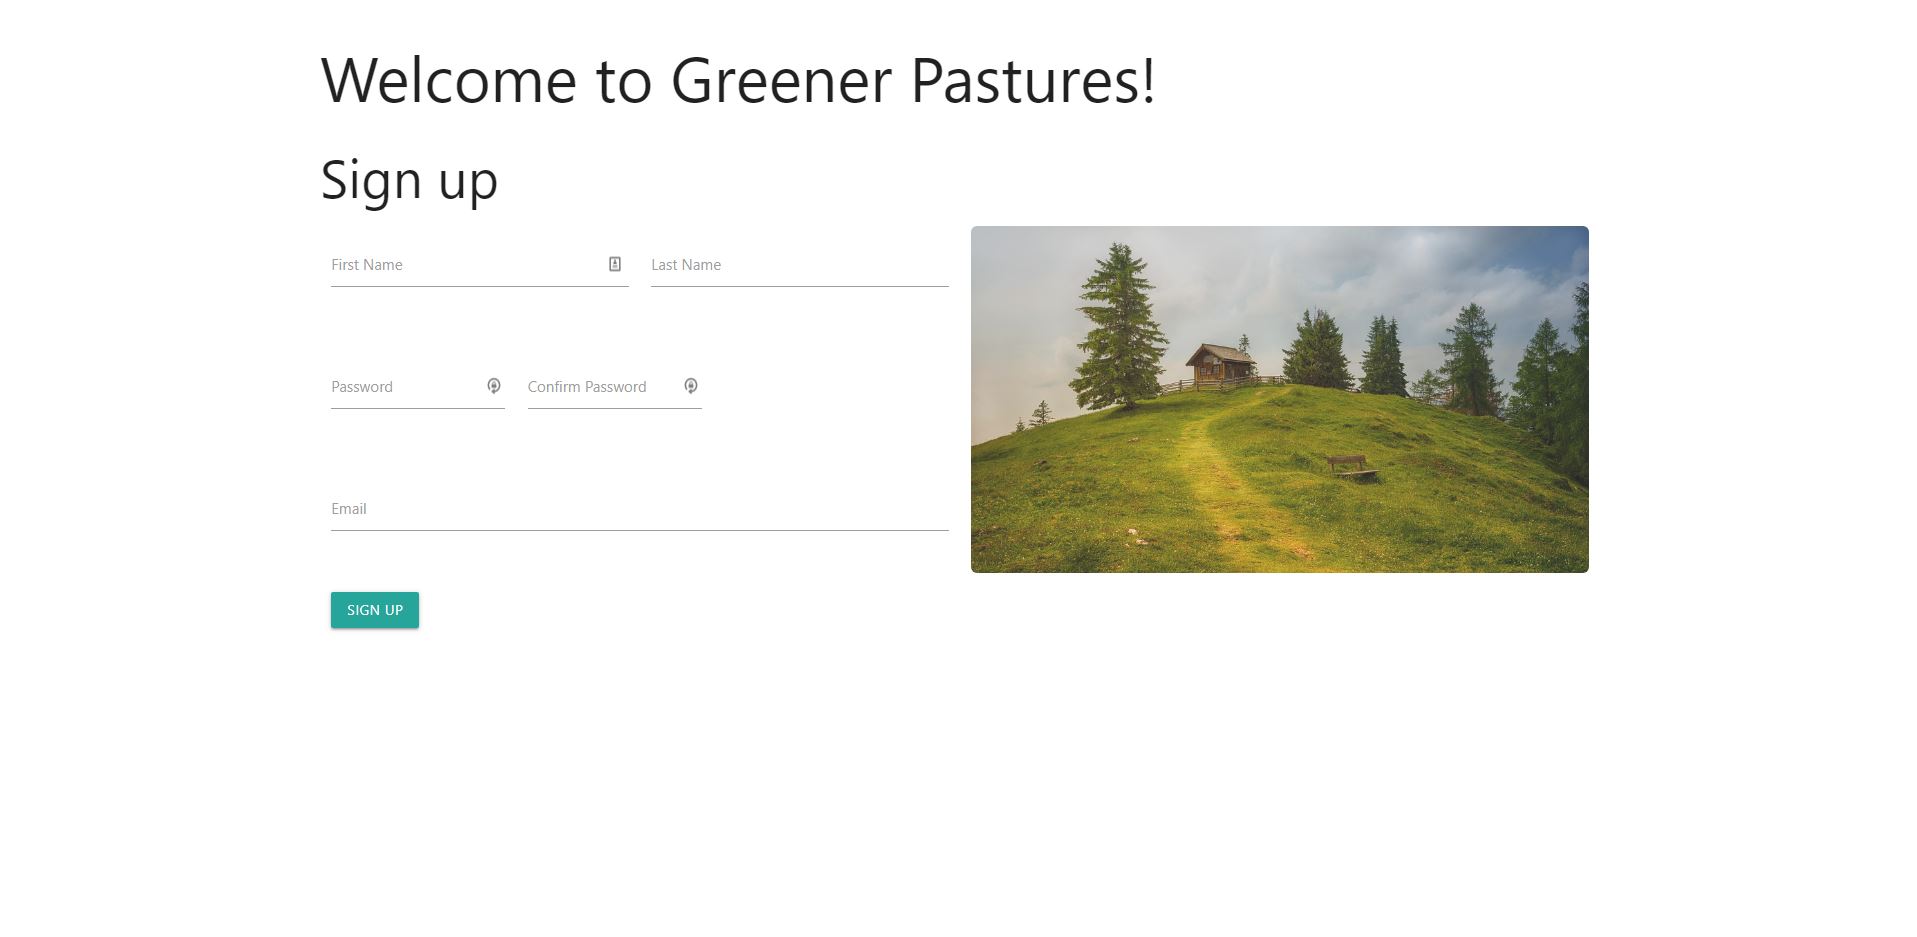 Welcome to Greener Pastures!
Sign up
First Name
Last Name
Password
Confirm Password
Email
SIGN UP